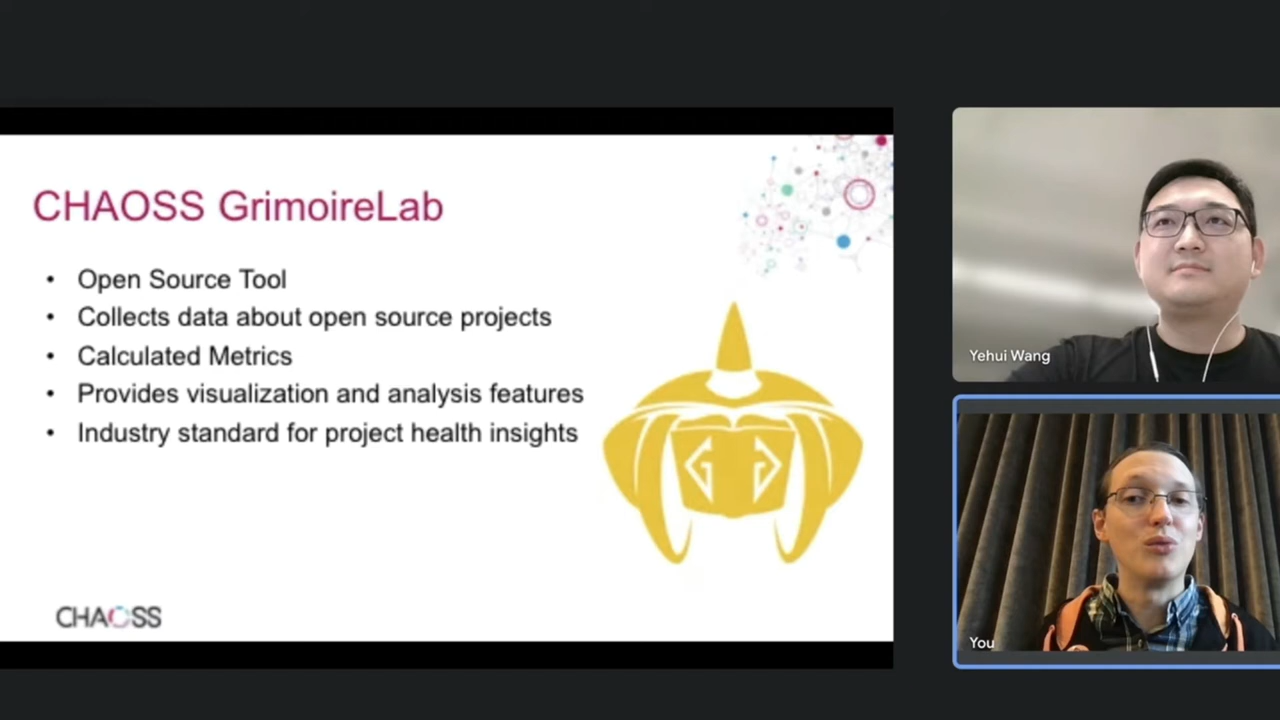 CHAOSS GrimoireLab
• Open Source Tool
• Collects data about open source projects
• Calculated Metrics
• Provides visualization and analysis features
• Industry standard for project health insights
CHAOSS
Yehui Wang
You